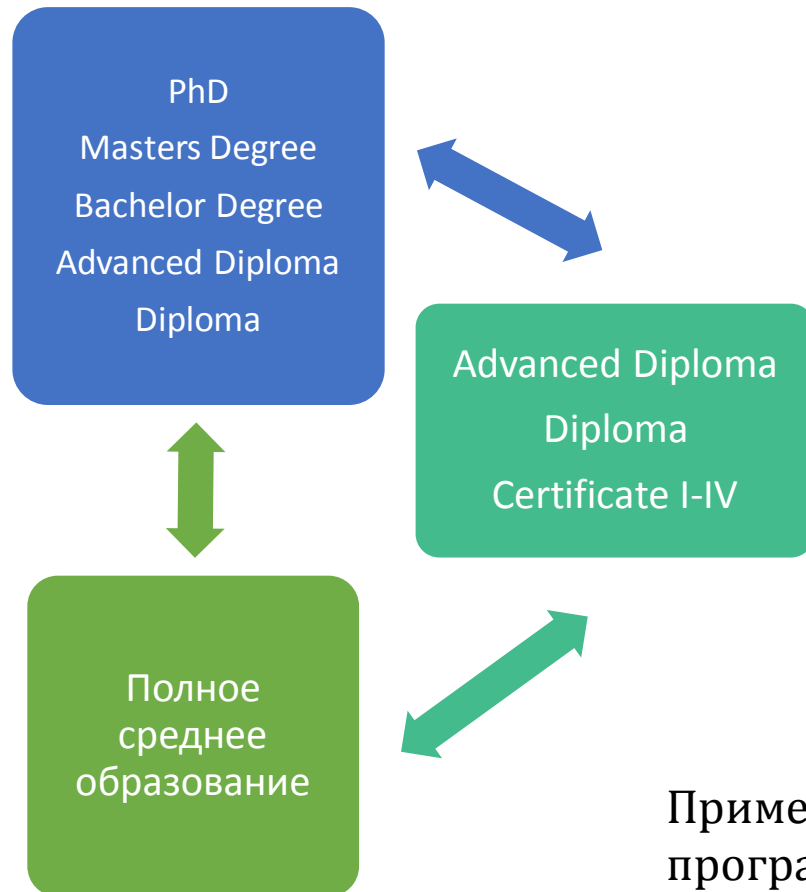 PhD
Masters Degree
Bachelor Degree
Advanced Diploma
Diploma
Advanced Diploma
Diploma
Certificate I-IV
Полное
среднее
образование